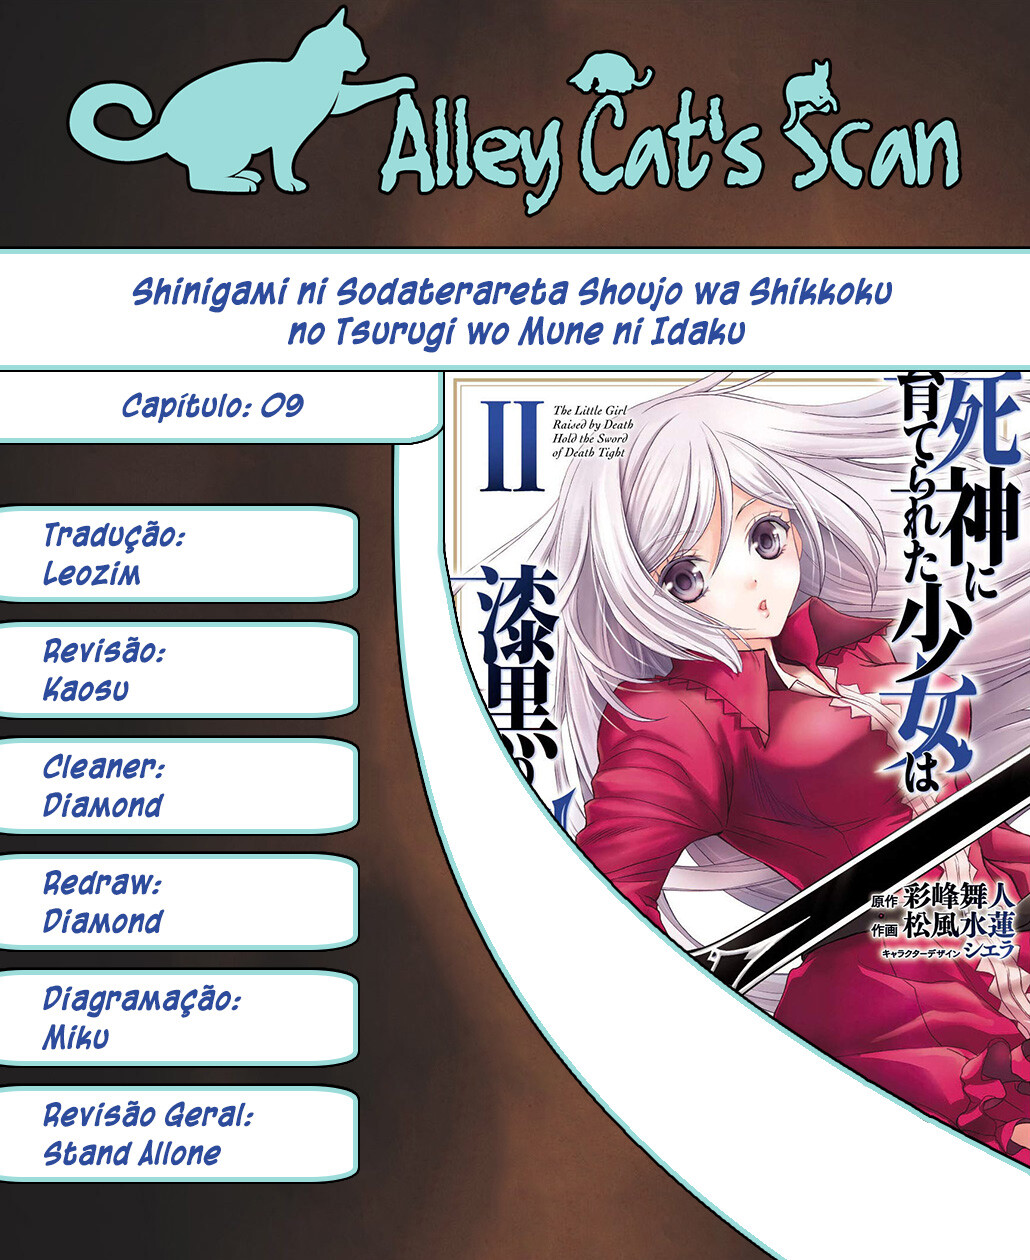 Alley Cat's Scan
Shinigami ni Sodaterareta Shoujo wa Shikkoku
no Tsurugi wo Mune ni Idaku
Capítulo: 09
Tradução:
Leozim
Revisão:
Kaosu
Cleaner:
Diamond
Redraw:
Diamond
Diagramação:
Miku
Revisão Geral:
Stand Allone
II
The Little Girl
Raised by Death
Hold the Sword
of Death Tight
死神に
育てられた
少女は
漆黒の
原作 彩峰舞人
作画 松風水蓮
キャラクターデザイン シエラ